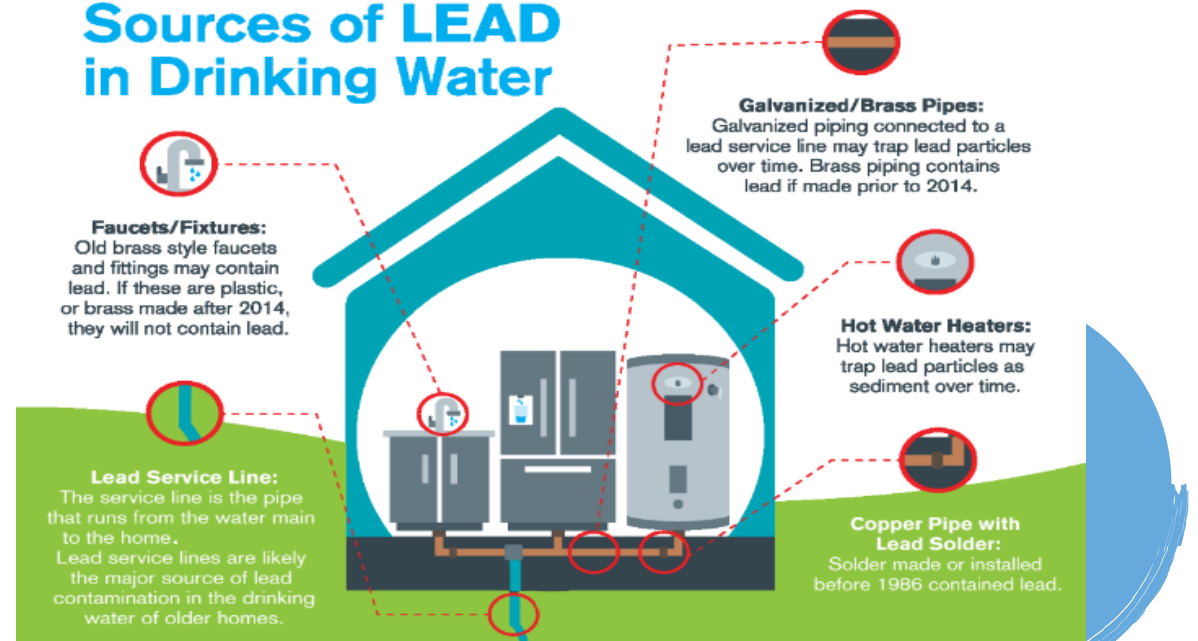 Sources of LEAD
in Drinking Water
Galvanized/Brass Pipes:
Galvanized piping connected to a
lead service line may trap lead particles
over time. Brass piping contains
lead if made prior to 2014.
Faucets/Fixtures:
Old brass style faucets
and fittings may contain
lead. If these are plastic,
or brass made after 2014,
they will not contain lead.
Hot Water Heaters:
Hot water heaters may
trap lead particles as
sediment over time.
Lead Service Line:
The service line is the pipe
that runs from the water main
to the home.
Lead service lines are likely
the major source of lead
contamination in the drinking
water of older homes.
Copper Pipe with
Lead Solder:
Solder made or installed
before 1986 contained lead.